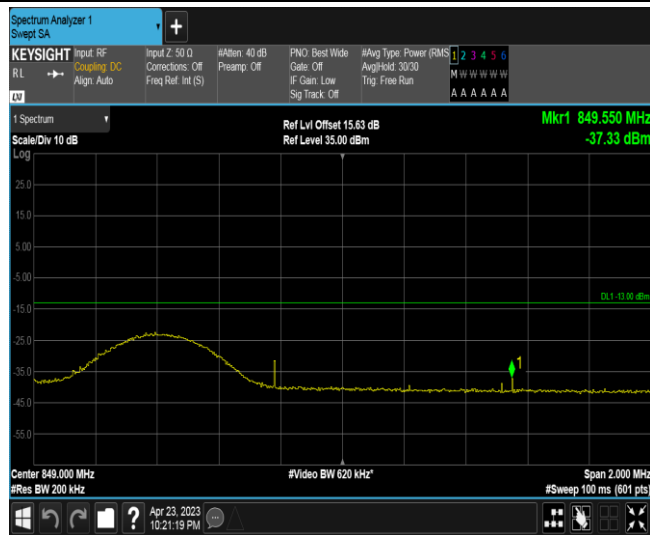 Spectrum Analyzer 1
Swept SA
+
KEYSIGHT
RL
LXI
Input: RF
Coupling: DC
Align: Auto
Input Z: 50 Ω
Corrections: Off
Freq Ref: Int (S)
#Atten: 40 dB
Preamp: Off
PNO: Best Wide
Gate: Off
IF Gain: Low
Sig Track: Off
#Avg Type: Power (RMS
Avg|Hold: 30/30
Trig: Free Run
1 2 3 4 5 6
M W W W W W
A A A A A A
1 Spectrum
Scale/Div 10 dB
Ref Lvl Offset 15.63 dB
Ref Level 35.00 dBm
Mkr1 849.550 MHz
-37.33 dBm
Log
25.0
15.0
5.00
-5.00
DL1 -13.00 dBm
-15.0
-25.0
1
-35.0
-45.0
-55.0
Center 849.000 MHz
#Video BW 620 kHz*
Span 2.000 MHz
#Res BW 200 kHz
#Sweep 100 ms (601 pts)
?
Apr 23, 2023
10:21:19 PM